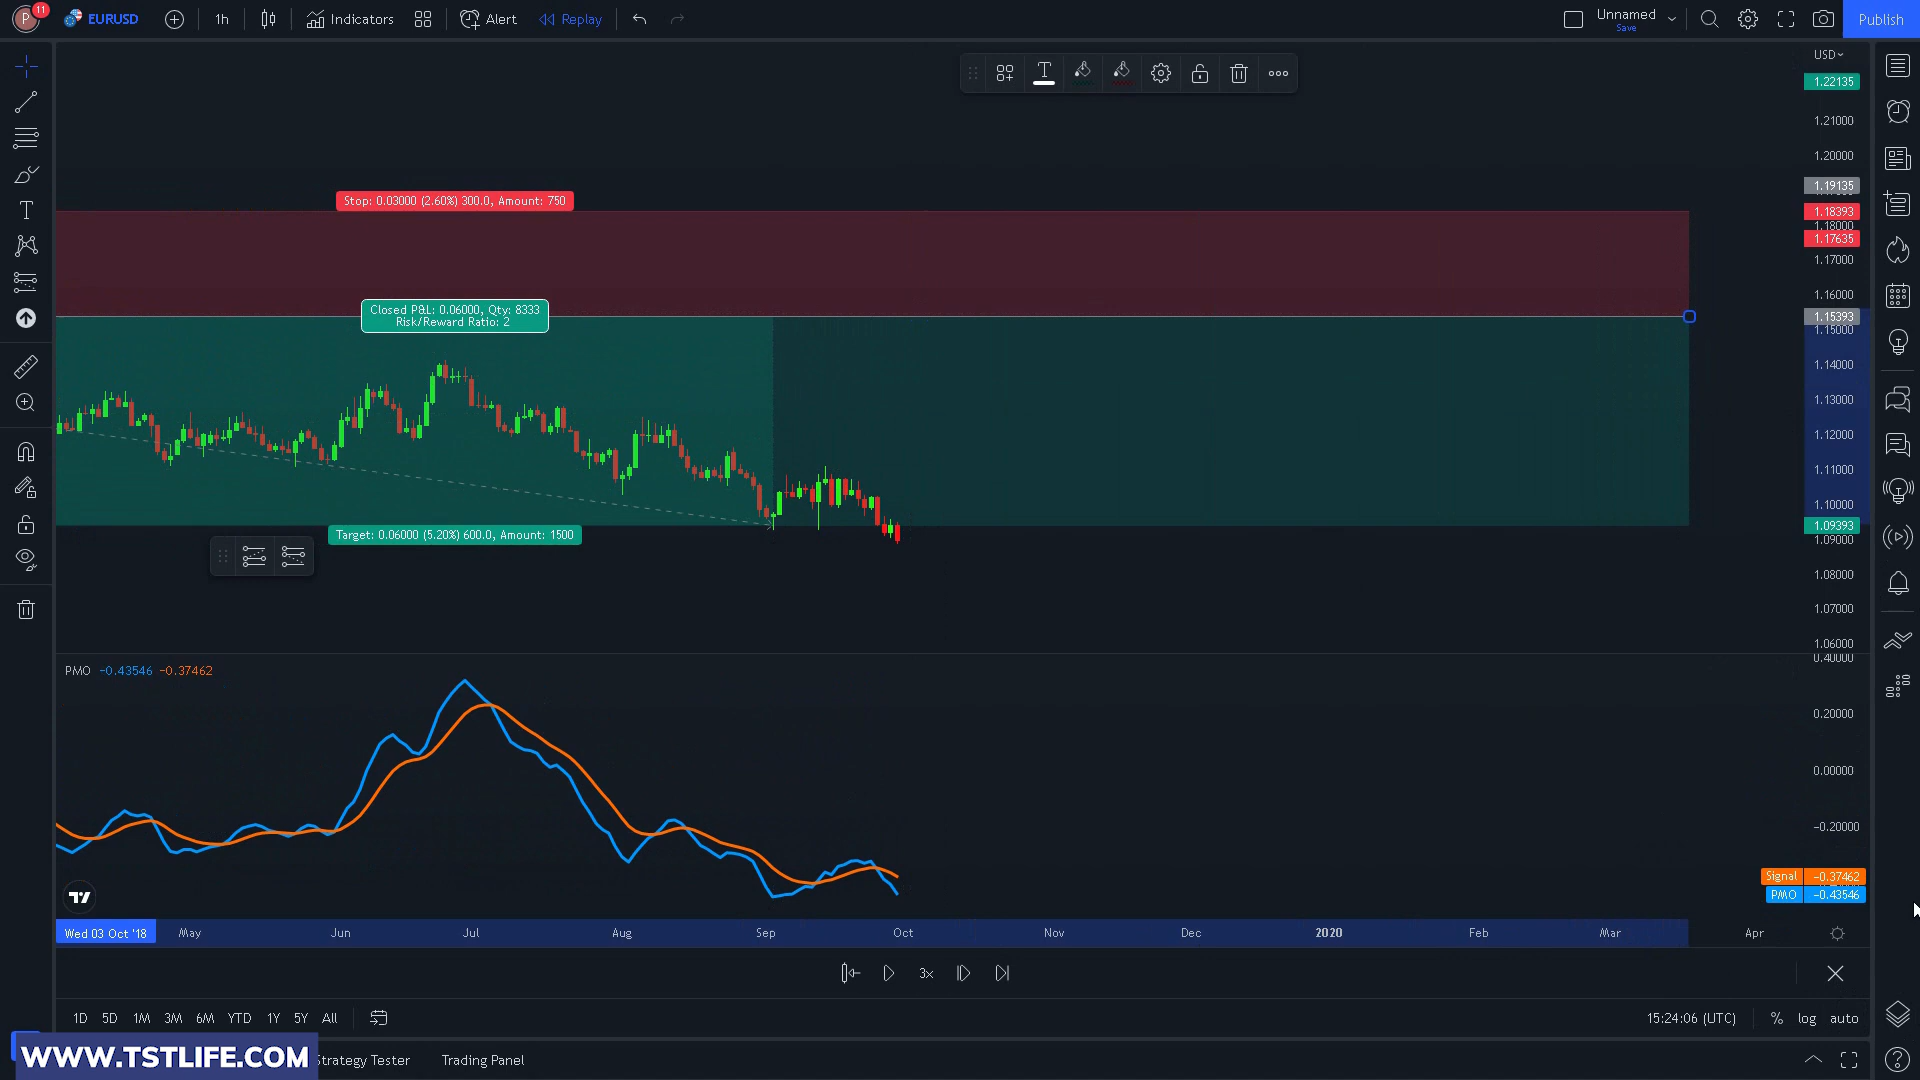 P 11 EURUSD 1h Indicators Alert Replay Unnamed Save Publish
USD
1.22135
1.21000
1.20000
1.19135
Stop: 0.03000 (2.60%) 300.0, Amount: 750
1.18393
1.18000
1.17635
1.17000
1.16000
Closed P&L: 0.06000, Qty: 8333
Risk/Reward Ratio: 2
1.15393
1.15000
1.14000
1.13000
1.12000
1.11000
1.10000
1.09393
Target: 0.06000 (5.20%) 600.0, Amount: 1500
1.09000
1.08000
1.07000
1.06000
0.40000
PMO −0.43546 −0.37462
0.20000
0.00000
−0.20000
Signal −0.37462
PMO −0.43546
Wed 03 Oct '18 May Jun Jul Aug Sep Oct Nov Dec 2020 Feb Mar Apr
3x
1D 5D 1M 3M 6M YTD 1Y 5Y All 15:24:06 (UTC) % log auto
WWW.TSTLIFE.COM Strategy Tester Trading Panel